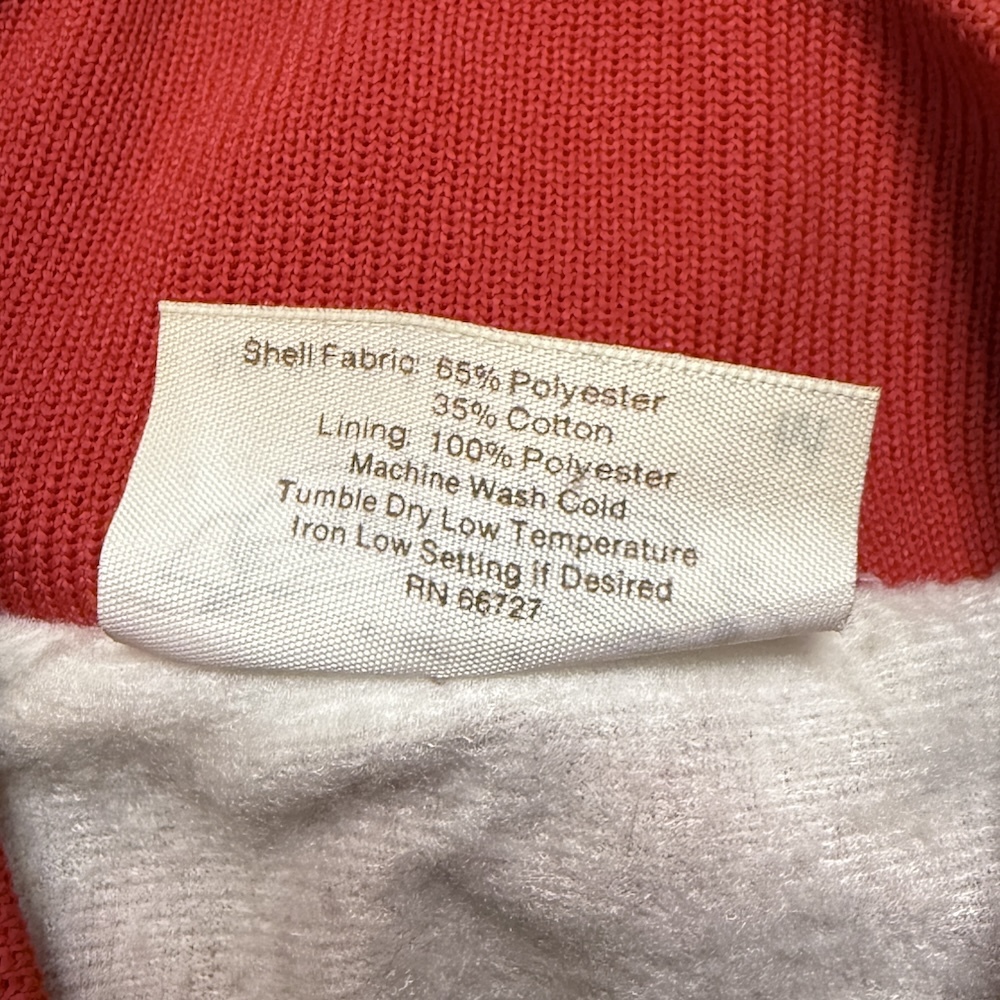 Shell Fabric: 65% Polyester
35% Cotton
Lining: 100% Polyester
Machine Wash Cold
Tumble Dry Low Temperature
Iron Low Setting If Desired
RN 66727